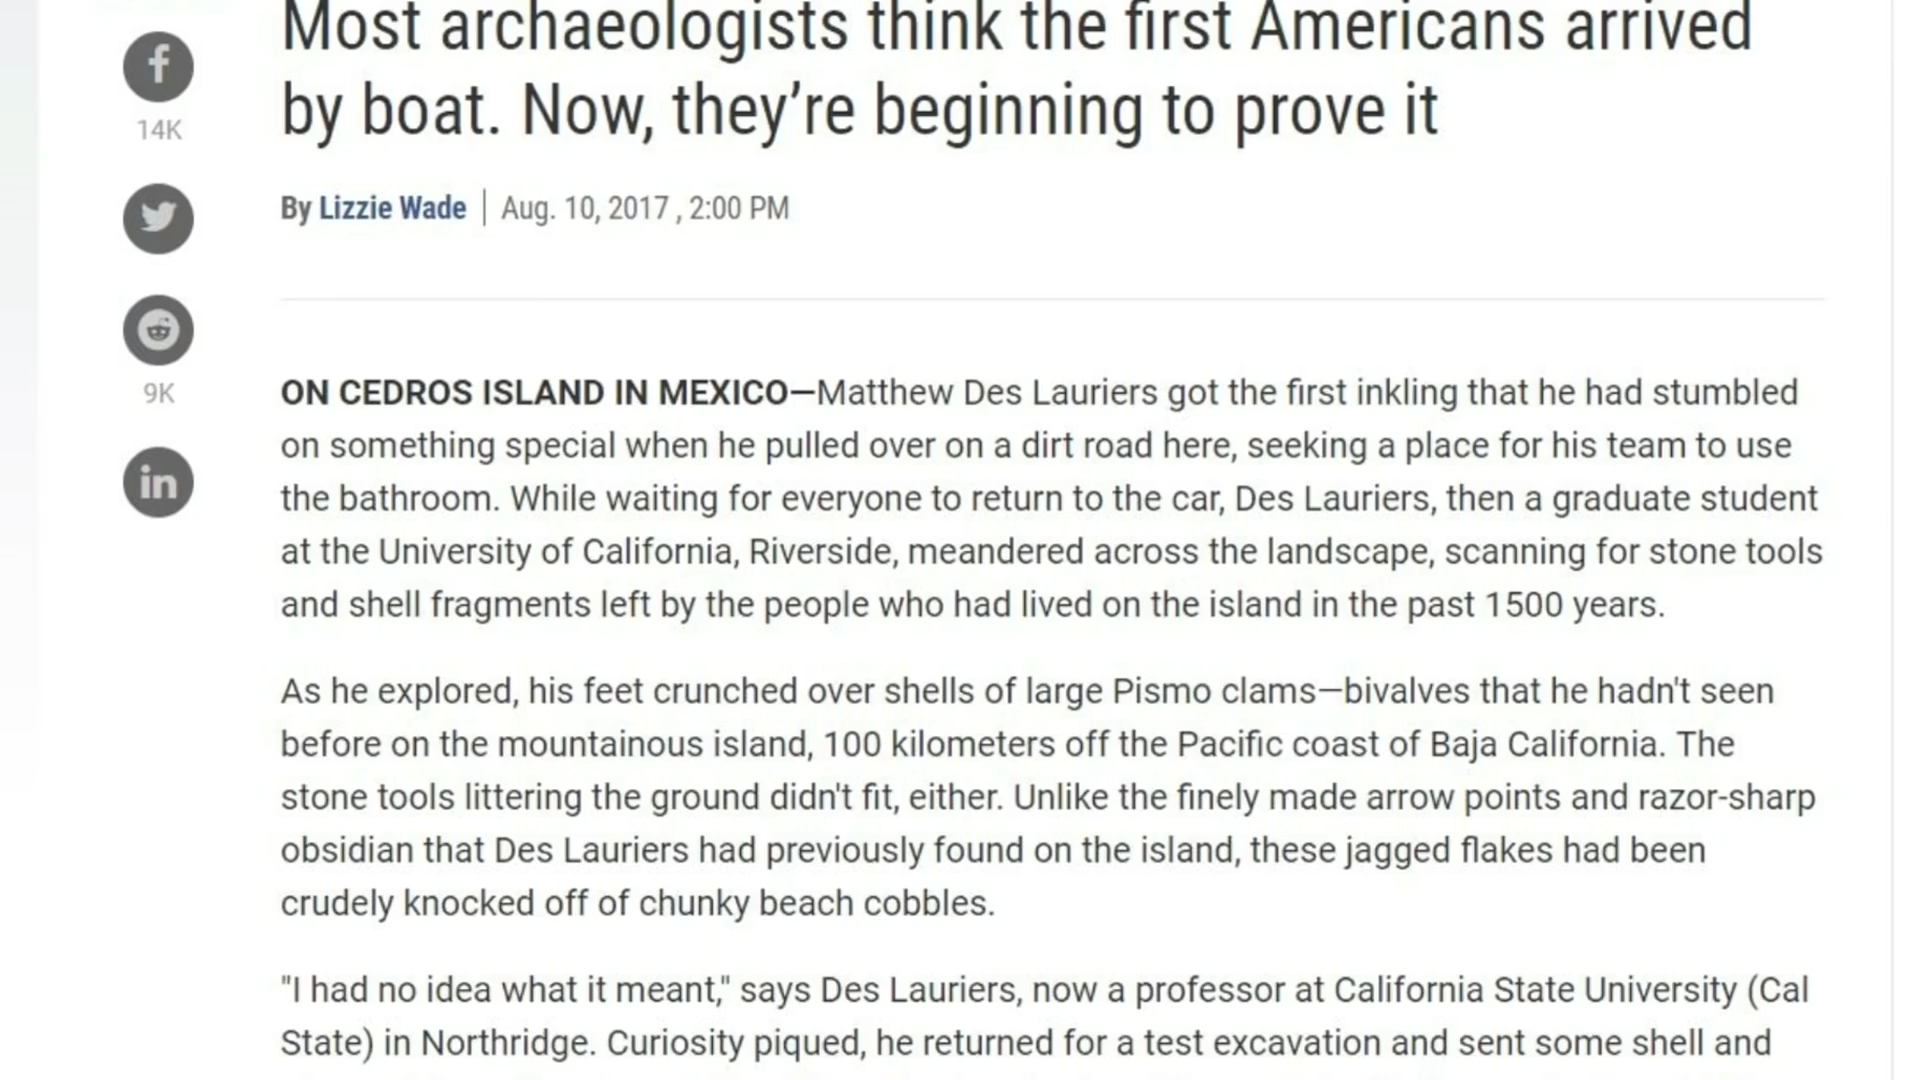 Most archaeologists think the first Americans arrived
by boat. Now, they’re beginning to prove it
By Lizzie Wade | Aug. 10, 2017 , 2:00 PM
14K
9K
in
ON CEDROS ISLAND IN MEXICO—Matthew Des Lauriers got the first inkling that he had stumbled
on something special when he pulled over on a dirt road here, seeking a place for his team to use
the bathroom. While waiting for everyone to return to the car, Des Lauriers, then a graduate student
at the University of California, Riverside, meandered across the landscape, scanning for stone tools
and shell fragments left by the people who had lived on the island in the past 1500 years.
As he explored, his feet crunched over shells of large Pismo clams—bivalves that he hadn't seen
before on the mountainous island, 100 kilometers off the Pacific coast of Baja California. The
stone tools littering the ground didn't fit, either. Unlike the finely made arrow points and razor-sharp
obsidian that Des Lauriers had previously found on the island, these jagged flakes had been
crudely knocked off of chunky beach cobbles.
"I had no idea what it meant," says Des Lauriers, now a professor at California State University (Cal
State) in Northridge. Curiosity piqued, he returned for a test excavation and sent some shell and